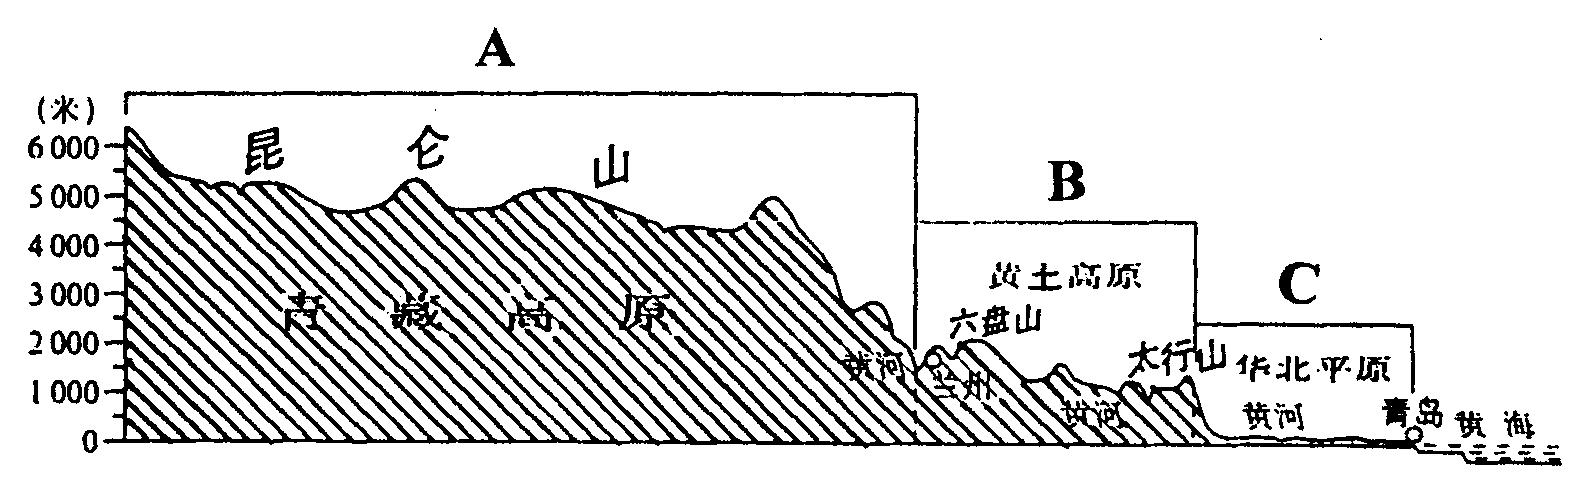 A
(米)
6 000
昆仑山
5 000
B
4 000
黄土高原
C
3 000
青藏高原
六盘山
2 000
黄河
兰州
太行山
华北平原
1 000
黄河
黄河
青岛
黄海
0